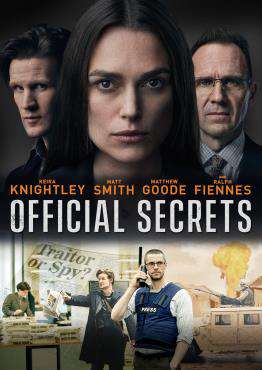 KEIRA MATT MATTHEW AND RALPH
KNIGHTLEY SMITH GOODE FIENNES
OFFICIAL SECRETS
Traitor
or Spy?
PRESS